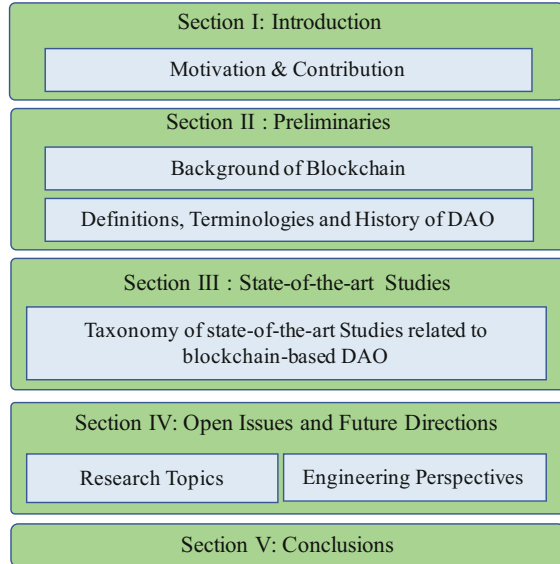 Section I: Introduction
Motivation & Contribution
Section II : Preliminaries
Background of Blockchain
Definitions, Terminologies and History of DAO
Section III : State-of-the-art Studies
Taxonomy of state-of-the-art Studies related to
blockchain-based DAO
Section IV: Open Issues and Future Directions
Research Topics
Engineering Perspectives
Section V: Conclusions